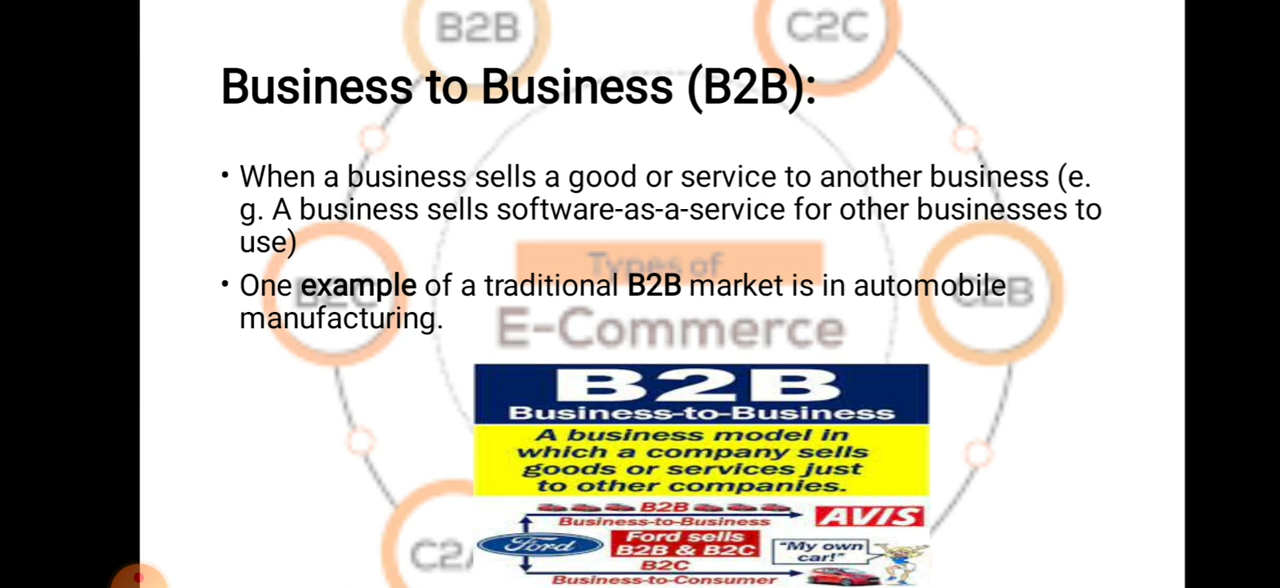 B2B
C2C
Business to Business (B2B):
• When a business sells a good or service to another business (e.
g. A business sells software-as-a-service for other businesses to
use)
Types of
• One example of a traditional B2B market is in automobile
manufacturing.
B2C
C2B
E-Commerce
B2B
Business-to-Business
A business model in
which a company sells
goods or services just
to other companies.
B2B
Business-to-Business
AVIS
Ford
Ford sells
B2B & B2C
"My own
car!"
B2C
Business-to-Consumer